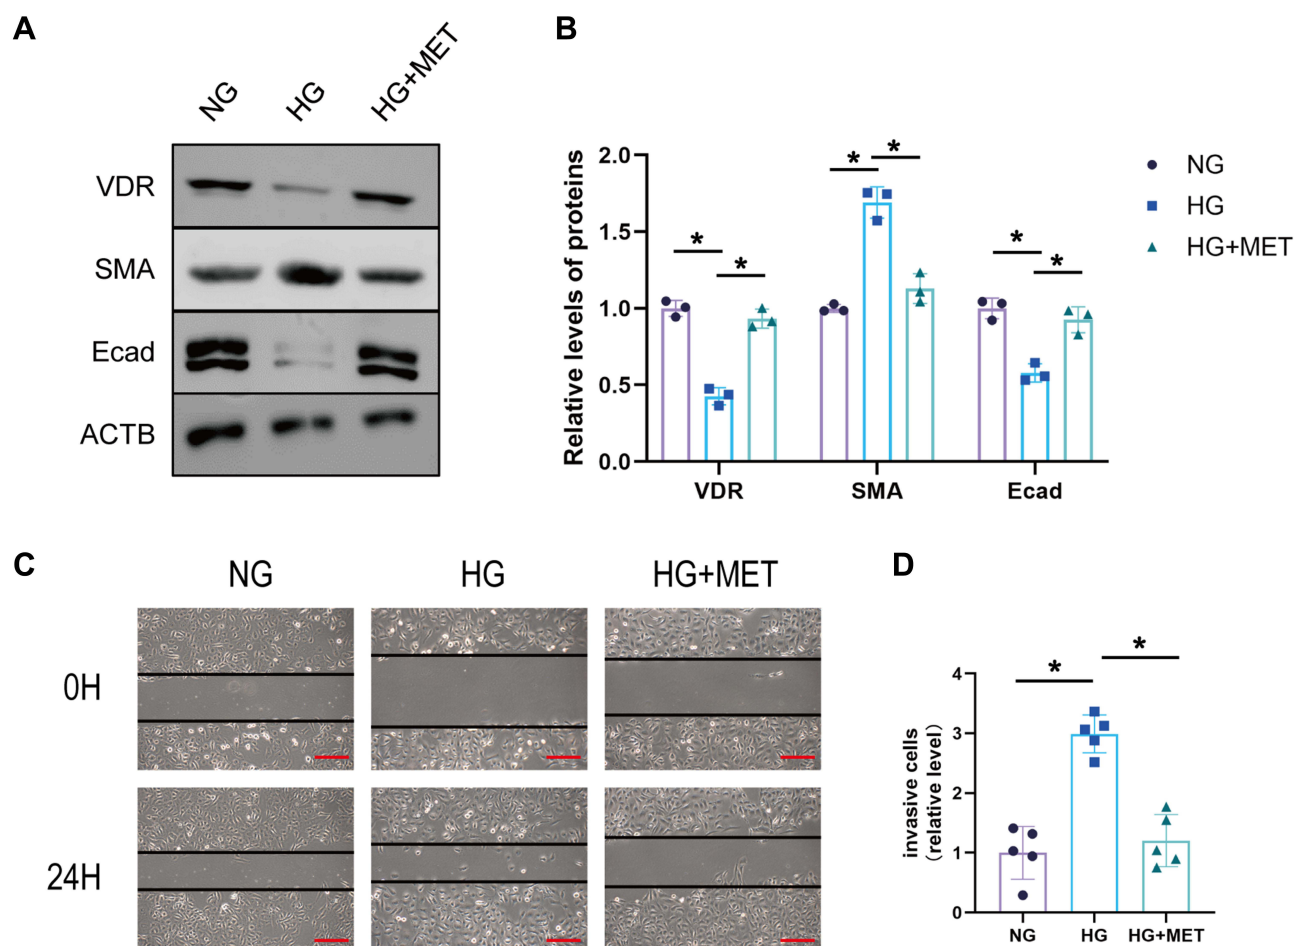 A
NG
HG
HG+MET
VDR
SMA
Ecad
ACTB
B
Relative levels of proteins
2.0
1.5
1.0
0.5
0.0
*
*
*
*
*
*
VDR
SMA
Ecad
NG
HG
HG+MET
C
NG
HG
HG+MET
0H
24H
D
invasive cells
(relative level)
4
3
2
1
0
*
*
NG
HG
HG+MET